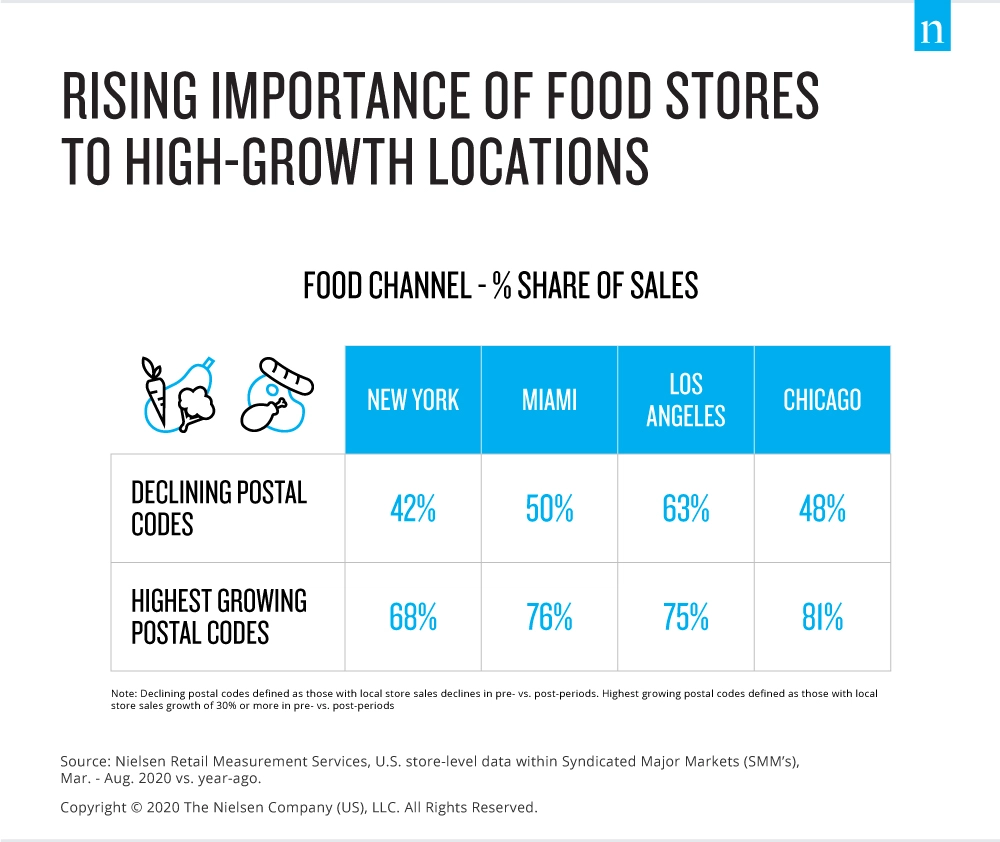 n
RISING IMPORTANCE OF FOOD STORES
TO HIGH-GROWTH LOCATIONS
FOOD CHANNEL - % SHARE OF SALES
NEW YORK
MIAMI
LOS
ANGELES
CHICAGO
DECLINING POSTAL
CODES
42%
50%
63%
48%
HIGHEST GROWING
POSTAL CODES
68%
76%
75%
81%
Note: Declining postal codes defined as those with local store sales declines in pre- vs. post-periods. Highest growing postal codes defined as those with local
store sales growth of 30% or more in pre- vs. post-periods
Source: Nielsen Retail Measurement Services, U.S. store-level data within Syndicated Major Markets (SMM's),
Mar. - Aug. 2020 vs. year-ago.
Copyright © 2020 The Nielsen Company (US), LLC. All Rights Reserved.